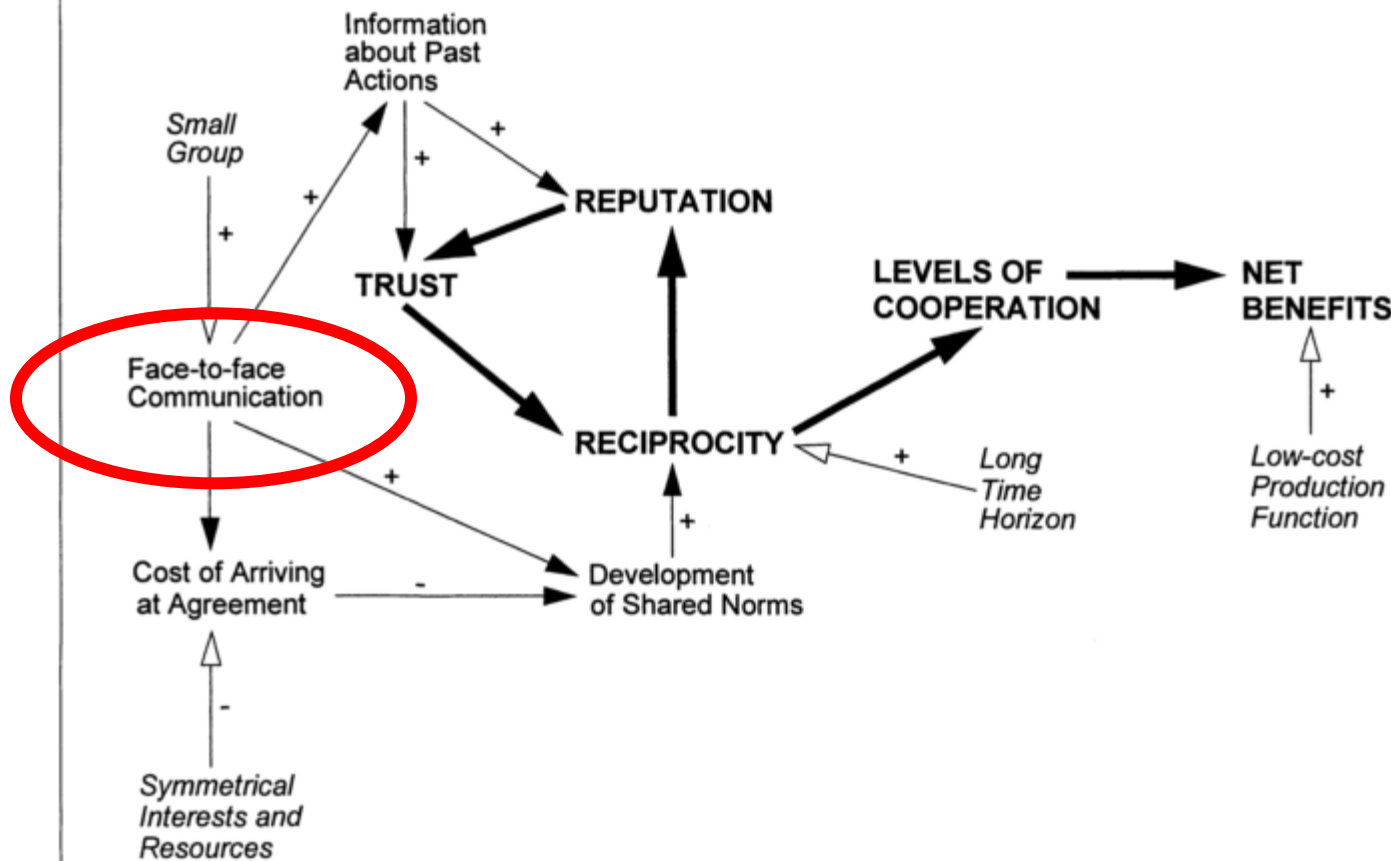 Information
about Past
Actions
Small
Group
+
+
+
+
REPUTATION
TRUST
LEVELS OF
COOPERATION
NET
BENEFITS
Face-to-face
Communication
+
RECIPROCITY
+
Long
Time
Horizon
Low-cost
Production
Function
+
+
Cost of Arriving
at Agreement
-
Development
of Shared Norms
-
Symmetrical
Interests and
Resources